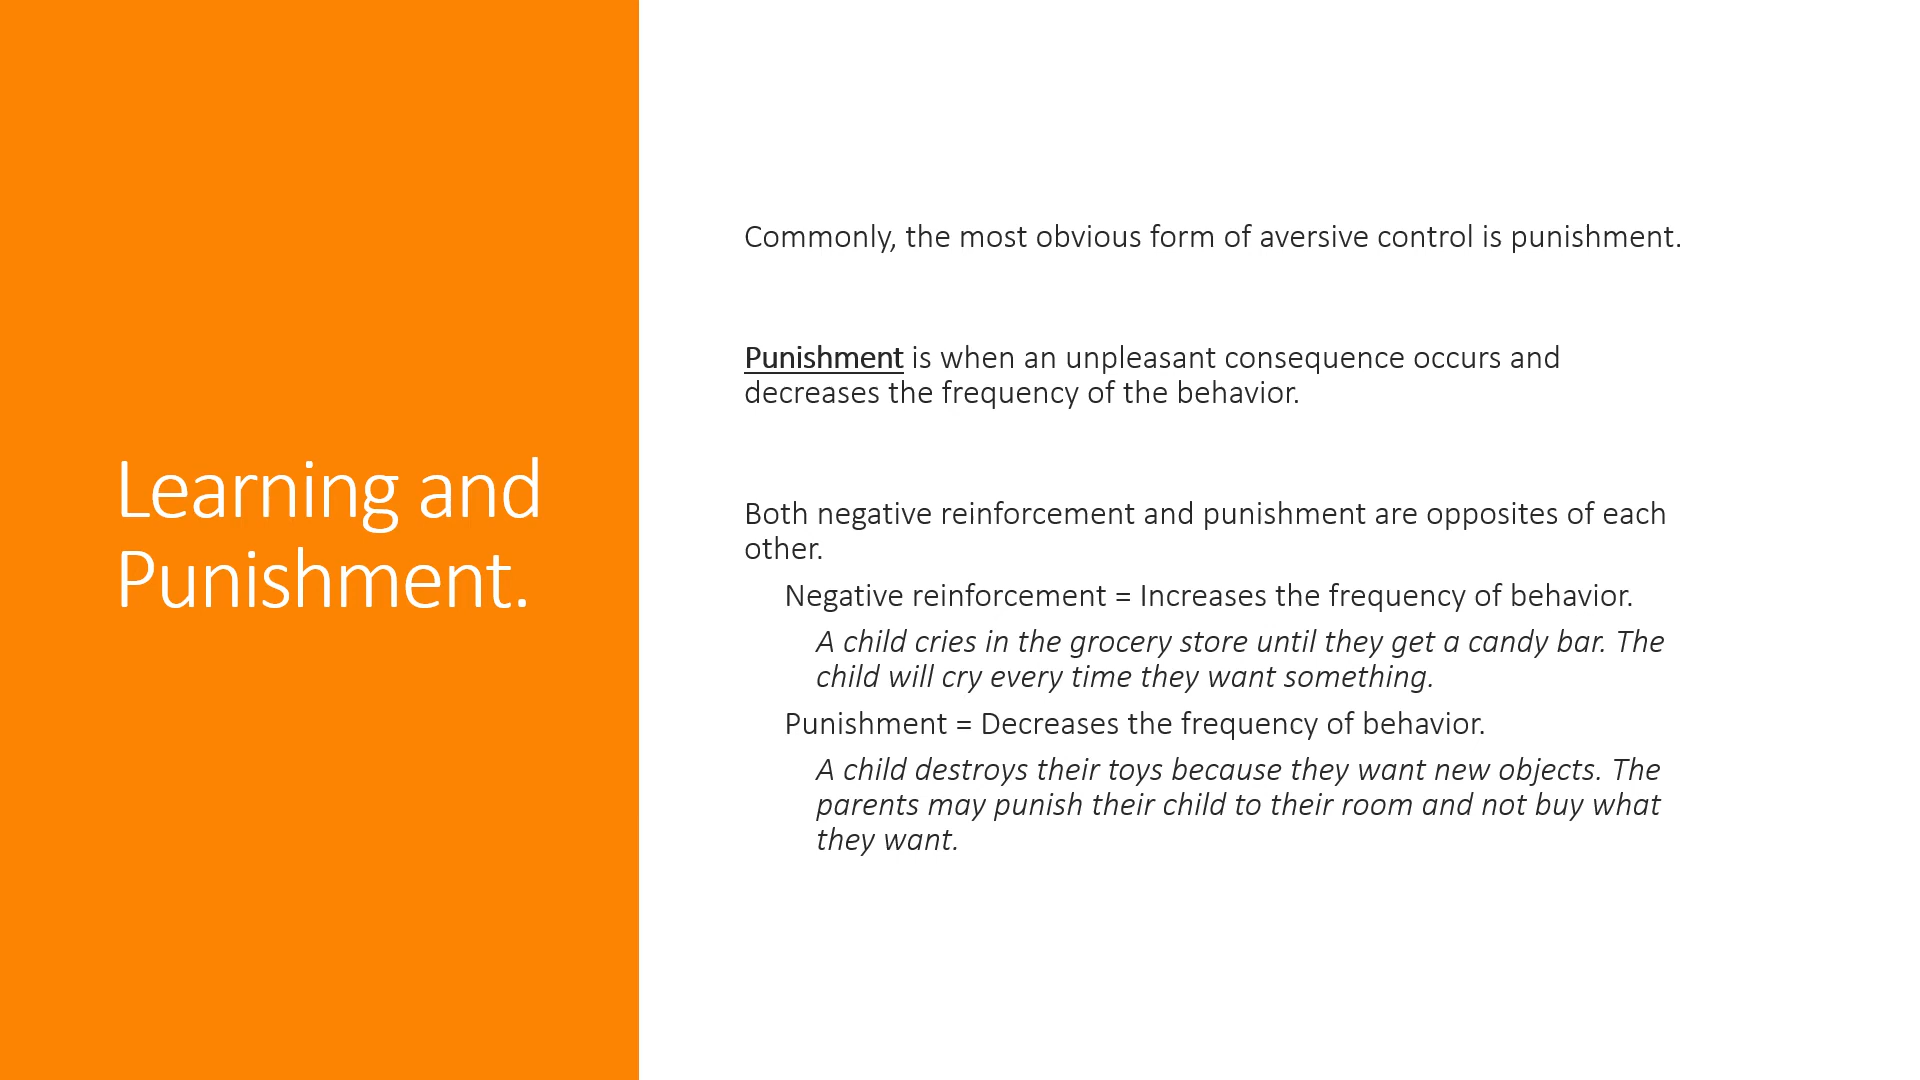 Learning and
Punishment.
Commonly, the most obvious form of aversive control is punishment.
Punishment is when an unpleasant consequence occurs and
decreases the frequency of the behavior.
Both negative reinforcement and punishment are opposites of each
other.
Negative reinforcement = Increases the frequency of behavior.
A child cries in the grocery store until they get a candy bar. The
child will cry every time they want something.
Punishment = Decreases the frequency of behavior.
A child destroys their toys because they want new objects. The
parents may punish their child to their room and not buy what
they want.